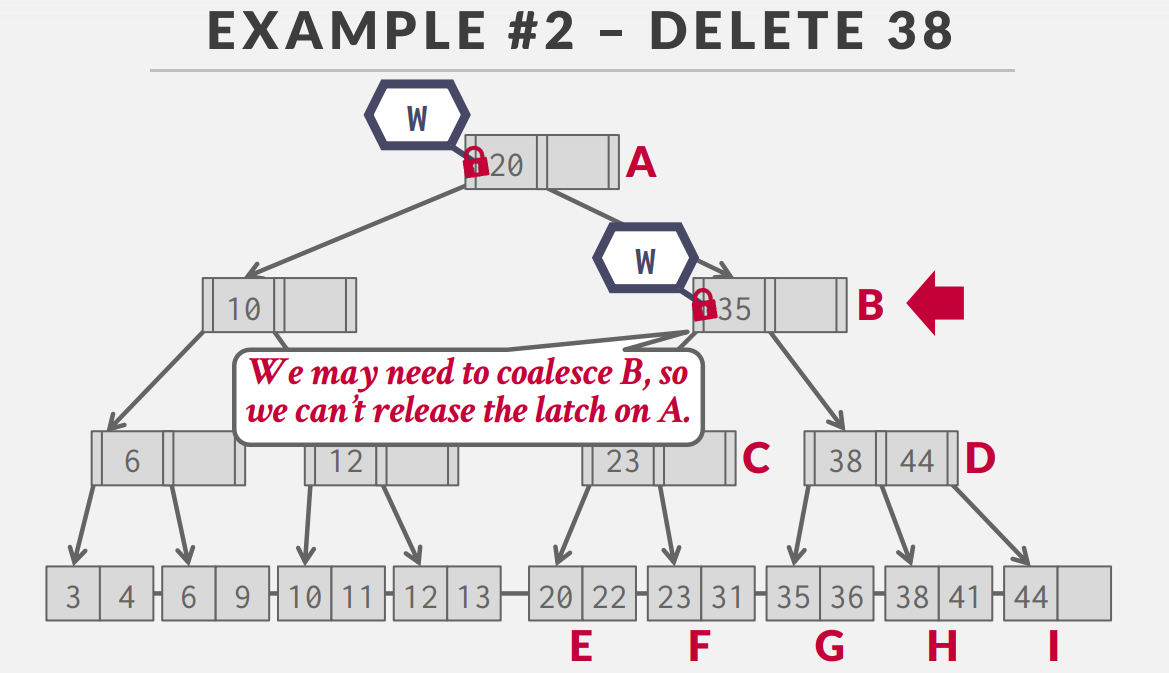 EXAMPLE #2 – DELETE 38
W
20 A
W
10 35 B
We may need to coalesce B, so
we can't release the latch on A.
6 12 23 C 38 44 D
3 4 6 9 10 11 12 13 20 22 23 31 35 36 38 41 44
E F G H I